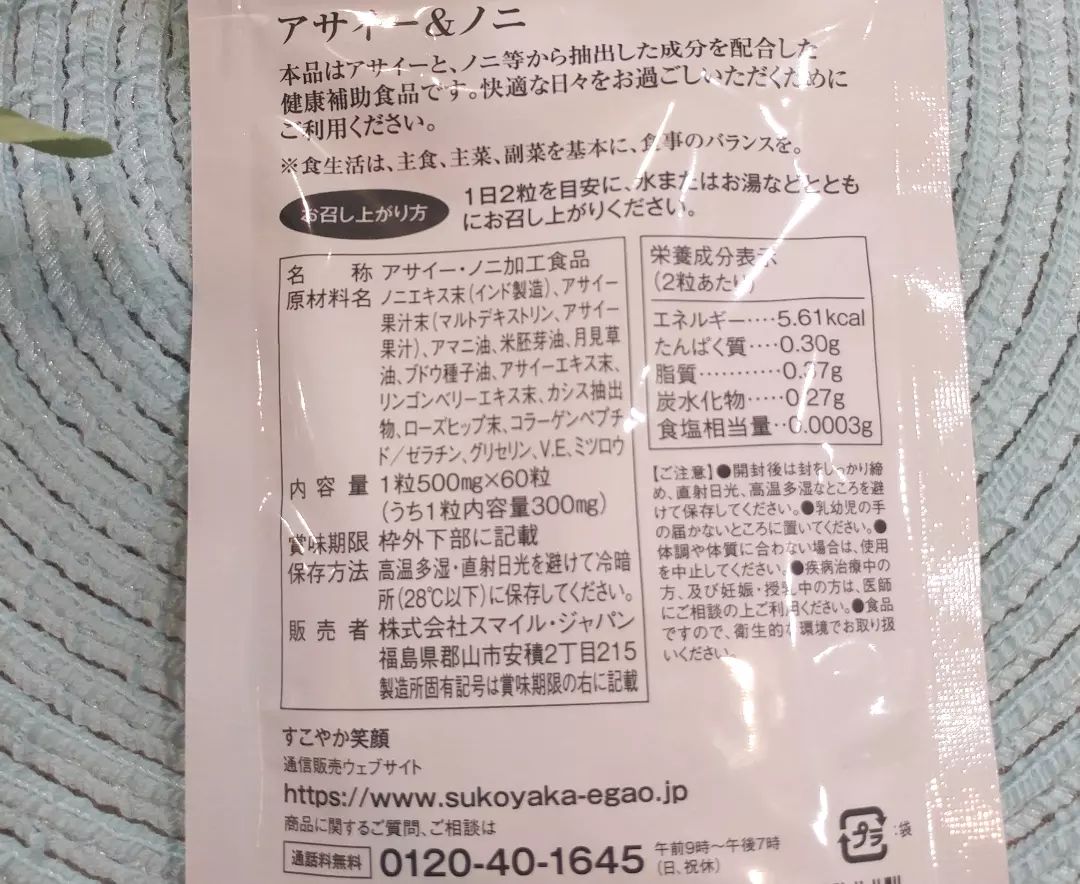 アサイー&ノニ
本品はアサイーと、ノニ等から抽出した成分を配合した
健康補助食品です。快適な日々をお過ごしいただくために
ご利用ください。
※食生活は、主食、主菜、副菜を基本に、食事のバランスを。
お召し上がり方
1日2粒を目安に、水またはお湯などととも
にお召し上がりください。
名 称 アサイー・ノニ加工食品
原材料名 ノニエキス末(インド製造)、アサイー
果汁末(マルトデキストリン、アサイー
果汁)、アマニ油、米胚芽油、月見草
油、ブドウ種子油、アサイーエキス末、
リンゴンベリーエキス末、カシス抽出
物、ローズヒップ末、コラーゲンペプチ
ド/ゼラチン、グリセリン、V.E、ミツロウ
内 容 量 1粒500mg×60粒
(うち1粒内容量300mg)
賞味期限 枠外下部に記載
保存方法 高温多湿・直射日光を避けて冷暗
所(28℃以下)に保存してください。
販 売 者 株式会社スマイル・ジャパン
福島県郡山市安積2丁目215
製造所固有記号は賞味期限の右に記載
栄養成分表示
(2粒あたり)
エネルギー‥‥5.61kcal
たんぱく質‥‥0.30g
脂質‥‥‥‥‥0.37g
炭水化物‥‥‥0.27g
食塩相当量‥0.0003g
【ご注意】●開封後は封をしっかり締
め、直射日光、高温多湿なところを避
けて保存してください。●乳幼児の手
の届かないところに置いてください。●
体調や体質に合わない場合は、使用
を中止してください。●疾病治療中の
方、及び妊娠・授乳中の方は、医師
にご相談の上ご利用ください。●食品
ですので、衛生的な環境でお取り扱
いください。
すこやか笑顔
通信販売ウェブサイト
https://www.sukoyaka-egao.jp
商品に関するご質問、ご相談は
通話料無料 0120-40-1645 午前9時〜午後7時
(日、祝休)
プラ :袋